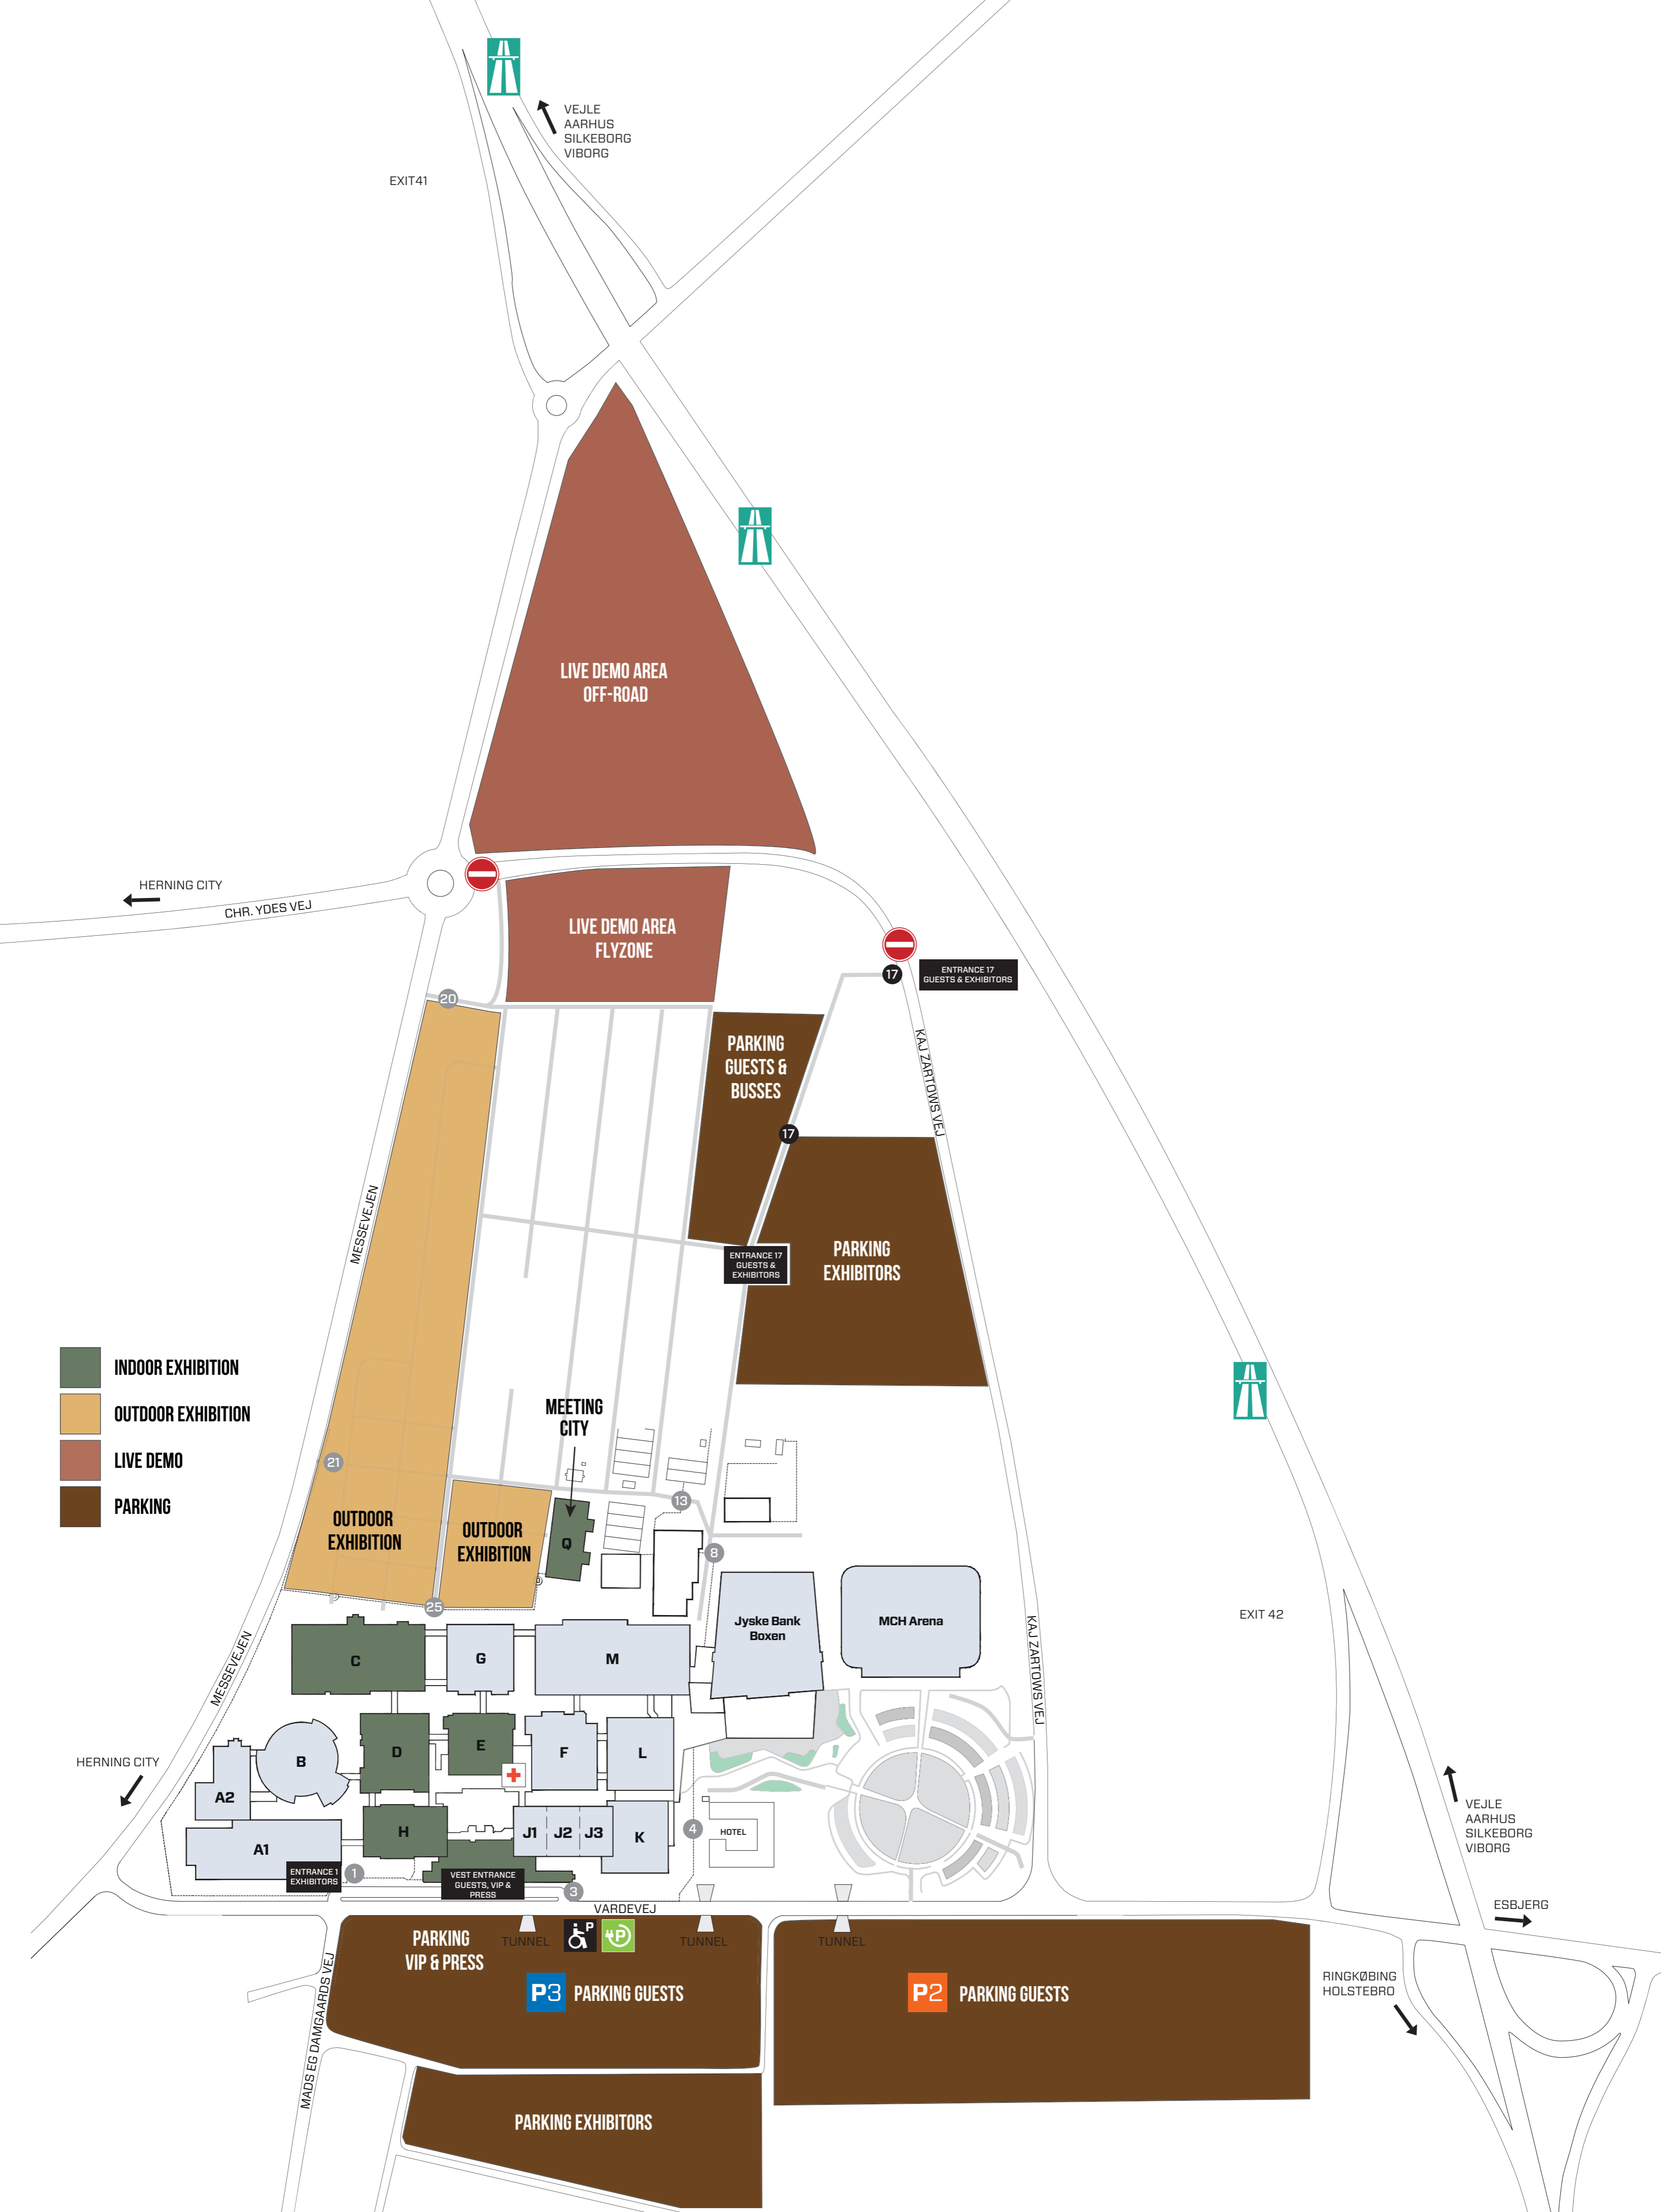 VEJLE
AARHUS
SILKEBORG
VIBORG
EXIT41
LIVE DEMO AREA
OFF-ROAD
HERNING CITY
CHR. YDES VEJ
LIVE DEMO AREA
FLYZONE
17
ENTRANCE 17
GUESTS & EXHIBITORS
20
KAJ ZARTOWS VEJ
PARKING
GUESTS &
BUSSES
17
MESSEVEJEN
ENTRANCE 17
GUESTS &
EXHIBITORS
PARKING
EXHIBITORS
INDOOR EXHIBITION
OUTDOOR EXHIBITION
LIVE DEMO
PARKING
MEETING
CITY
21
13
OUTDOOR
EXHIBITION
OUTDOOR
EXHIBITION
Q
8
25
EXIT 42
Jyske Bank
Boxen
MCH Arena
C
G
M
MESSEVEJEN
KAJ ZARTOWS VEJ
HERNING CITY
B
D
E
F
L
A2
VEJLE
AARHUS
SILKEBORG
VIBORG
A1
H
J1
J2
J3
K
4
HOTEL
ENTRANCE 1
EXHIBITORS
1
VEST ENTRANCE
GUESTS, VIP &
PRESS
3
VARDEVEJ
ESBJERG
PARKING
VIP & PRESS
TUNNEL
P
P
TUNNEL
TUNNEL
MADS EG DAMGAARDS VEJ
P3
PARKING GUESTS
P2
PARKING GUESTS
RINGKØBING
HOLSTEBRO
PARKING EXHIBITORS